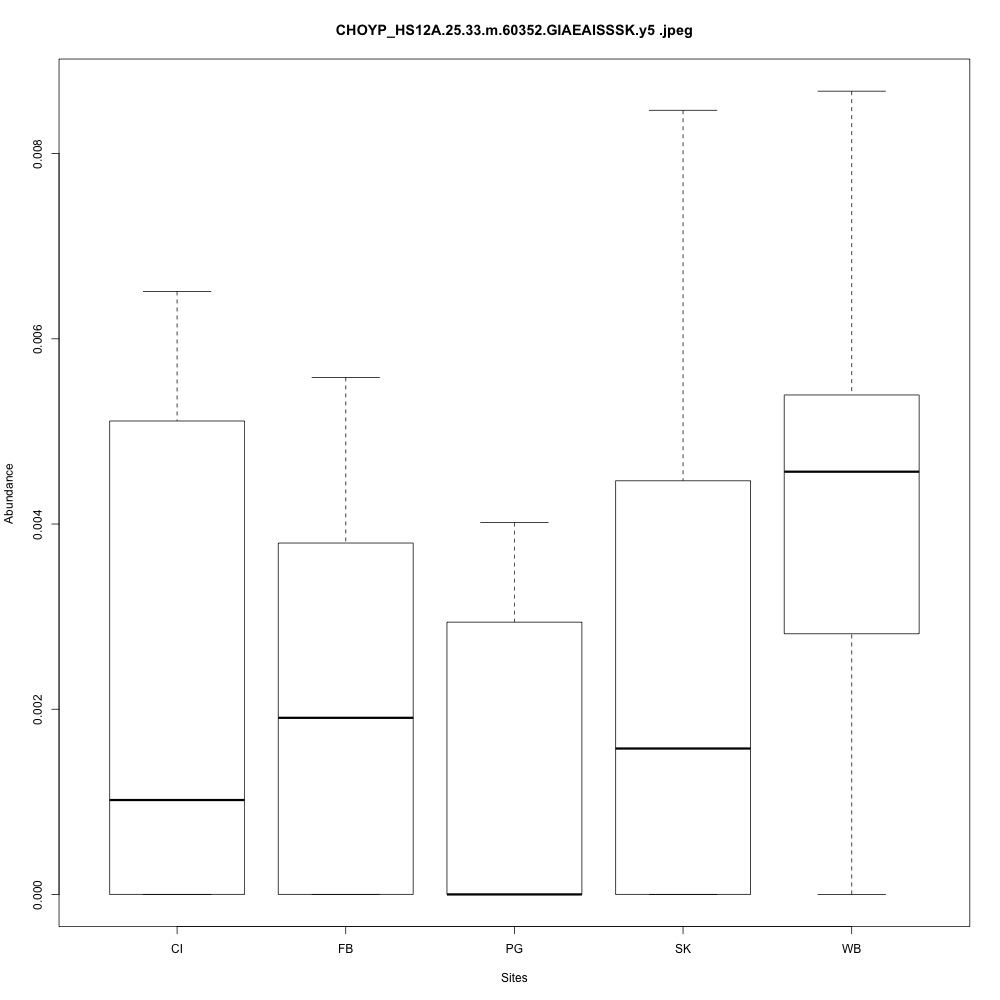 CHOYP_HS12A.25.33.m.60352.GIAEAISSSK.y5 .jpeg
Abundance
0.008
0.006
0.004
0.002
0.000
CI FB PG SK WB
Sites